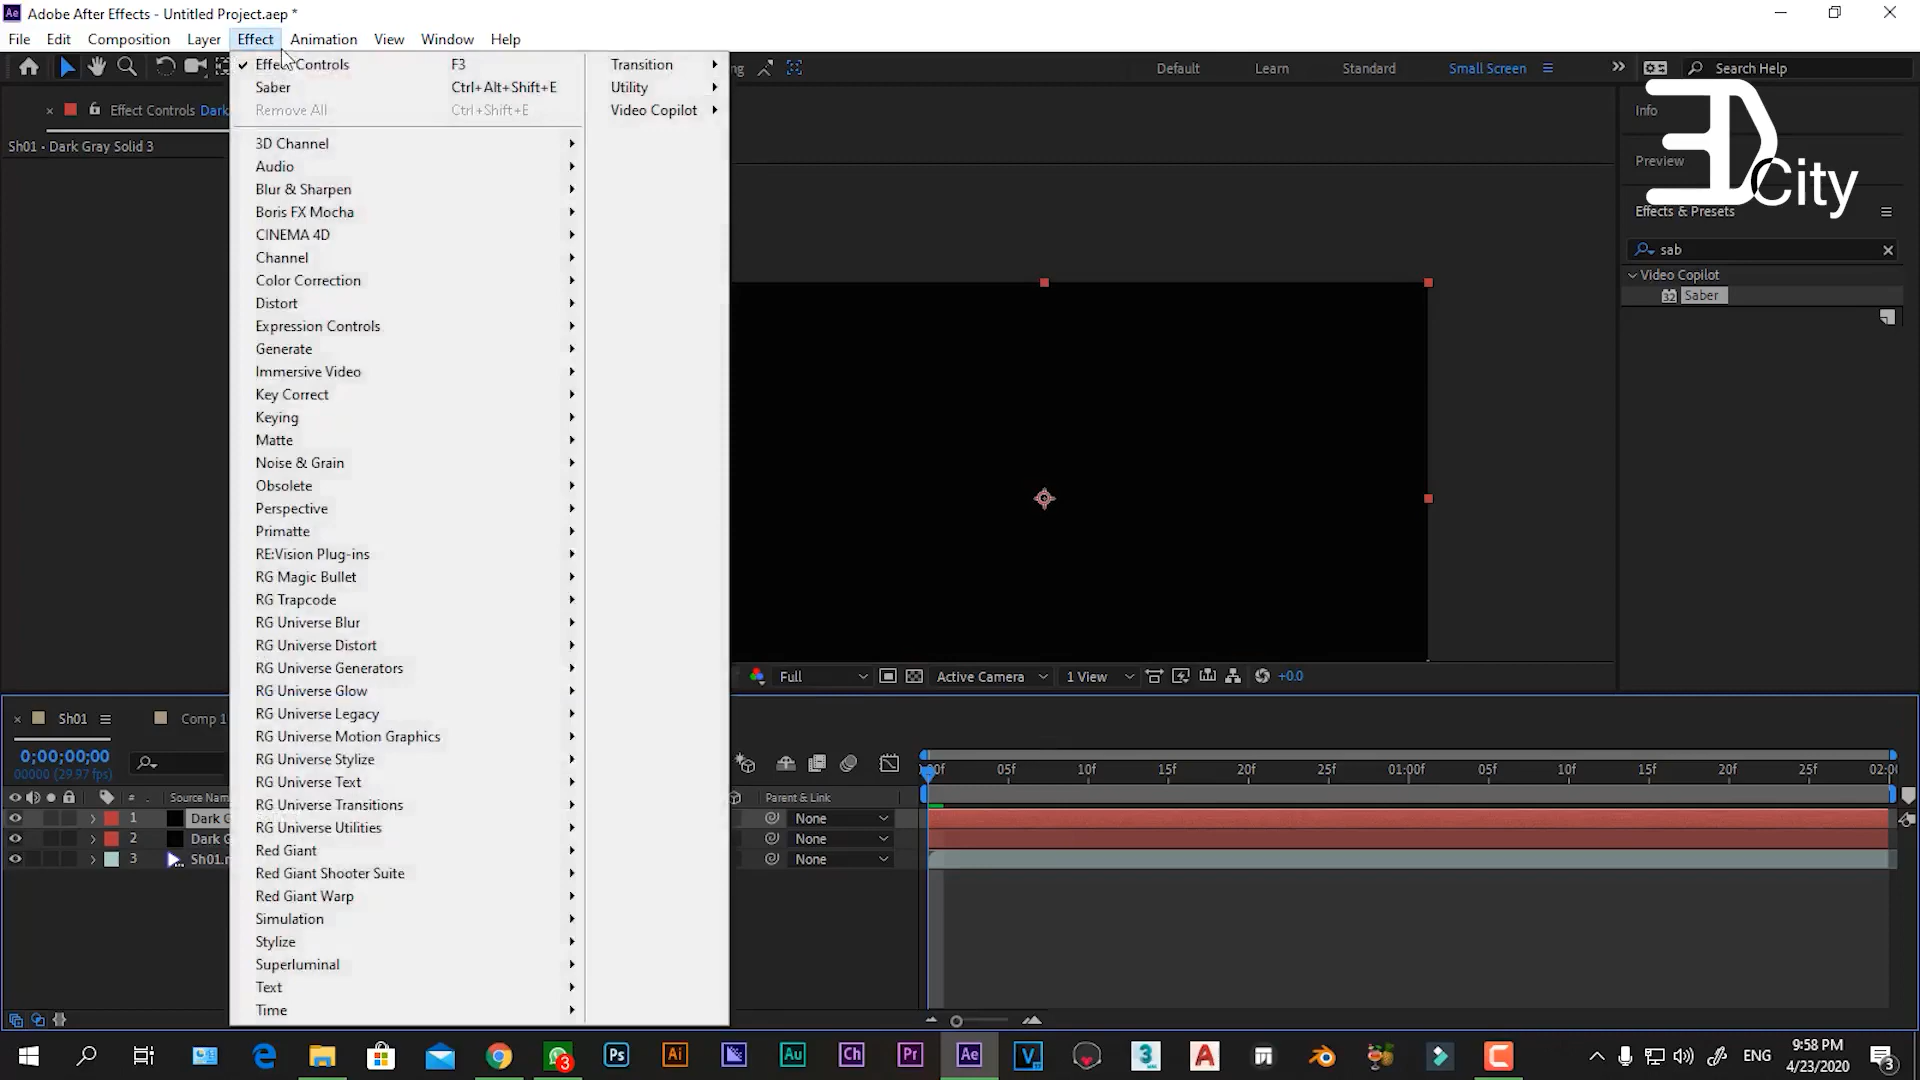 Adobe After Effects - Untitled Project.aep *
File Edit Composition Layer Effect Animation View Window Help
Default Learn Standard Small Screen Search Help
Effect Controls F3
Saber Ctrl+Alt+Shift+E
Remove All Ctrl+Shift+E
3D Channel
Audio
Blur & Sharpen
Boris FX Mocha
CINEMA 4D
Channel
Color Correction
Distort
Expression Controls
Generate
Immersive Video
Key Correct
Keying
Matte
Noise & Grain
Obsolete
Perspective
Primatte
RE:Vision Plug-ins
RG Magic Bullet
RG Trapcode
RG Universe Blur
RG Universe Distort
RG Universe Generators
RG Universe Glow
RG Universe Legacy
RG Universe Motion Graphics
RG Universe Stylize
RG Universe Text
RG Universe Transitions
RG Universe Utilities
Red Giant
Red Giant Shooter Suite
Red Giant Warp
Simulation
Stylize
Superluminal
Text
Time
Transition
Utility
Video Copilot
Effect Controls Dark
Sh01 - Dark Gray Solid 3
Info
Preview
3D City
Effects & Presets
sab
Video Copilot
32 Saber
Full Active Camera 1 View +0.0
Sh01 Comp 1
0;00;00;00
00000 (29.97 fps)
# Source Nam Parent & Link
:00f 05f 10f 15f 20f 25f 01:00f 05f 10f 15f 20f 25f 02:0
1 Dark G None
2 Dark G None
3 Sh01.m None
Ps Ai Au Ch Pr Ae V 3 A C
3
ENG
9:58 PM
4/23/2020
3